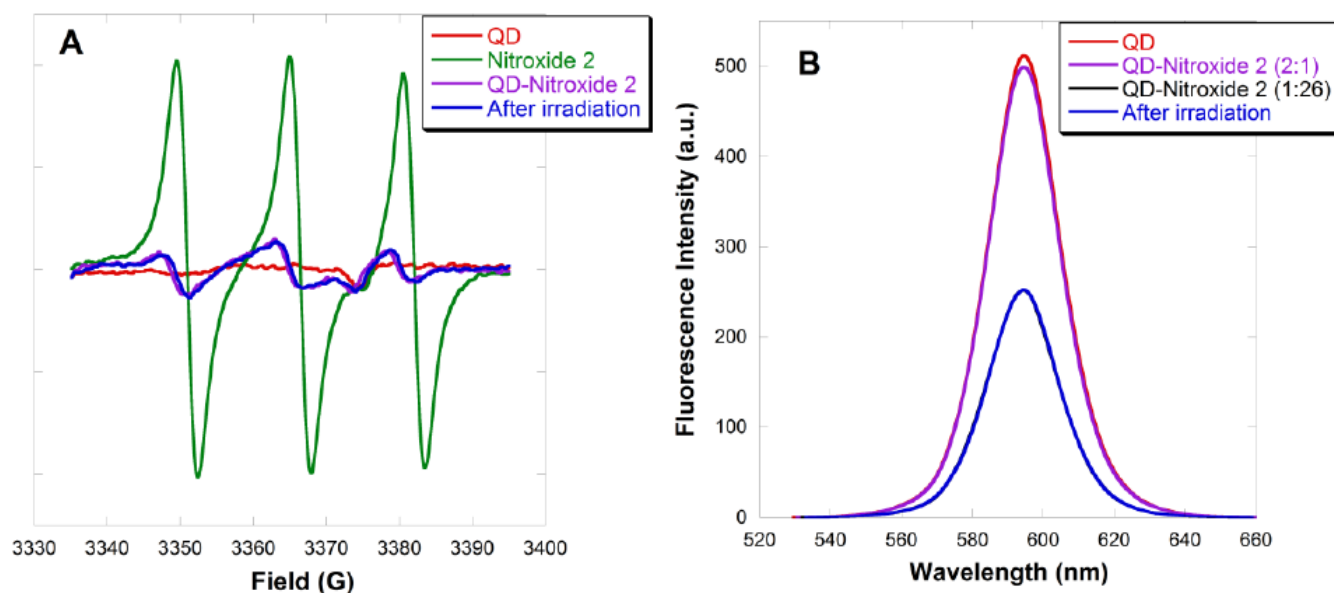 A
QD
Nitroxide 2
QD-Nitroxide 2
After irradiation
3330 3340 3350 3360 3370 3380 3390 3400
Field (G)
B
QD
QD-Nitroxide 2 (2:1)
QD-Nitroxide 2 (1:26)
After irradiation
Fluorescence Intensity (a.u.)
500
400
300
200
100
0
520 540 560 580 600 620 640 660
Wavelength (nm)